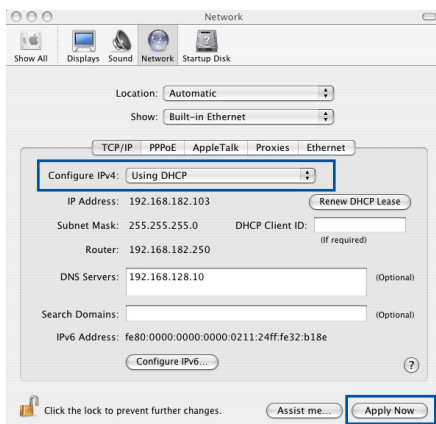 Network
Show All Displays Sound Network Startup Disk
Location: Automatic
Show: Built-in Ethernet
TCP/IP PPPoE AppleTalk Proxies Ethernet
Configure IPv4: Using DHCP
IP Address: 192.168.182.103 Renew DHCP Lease
Subnet Mask: 255.255.255.0 DHCP Client ID:
(If required)
Router: 192.168.182.250
DNS Servers: 192.168.128.10 (Optional)
Search Domains: (Optional)
IPv6 Address: fe80:0000:0000:0000:0211:24ff:fe32:b18e
Configure IPv6... ?
Click the lock to prevent further changes. Assist me... Apply Now